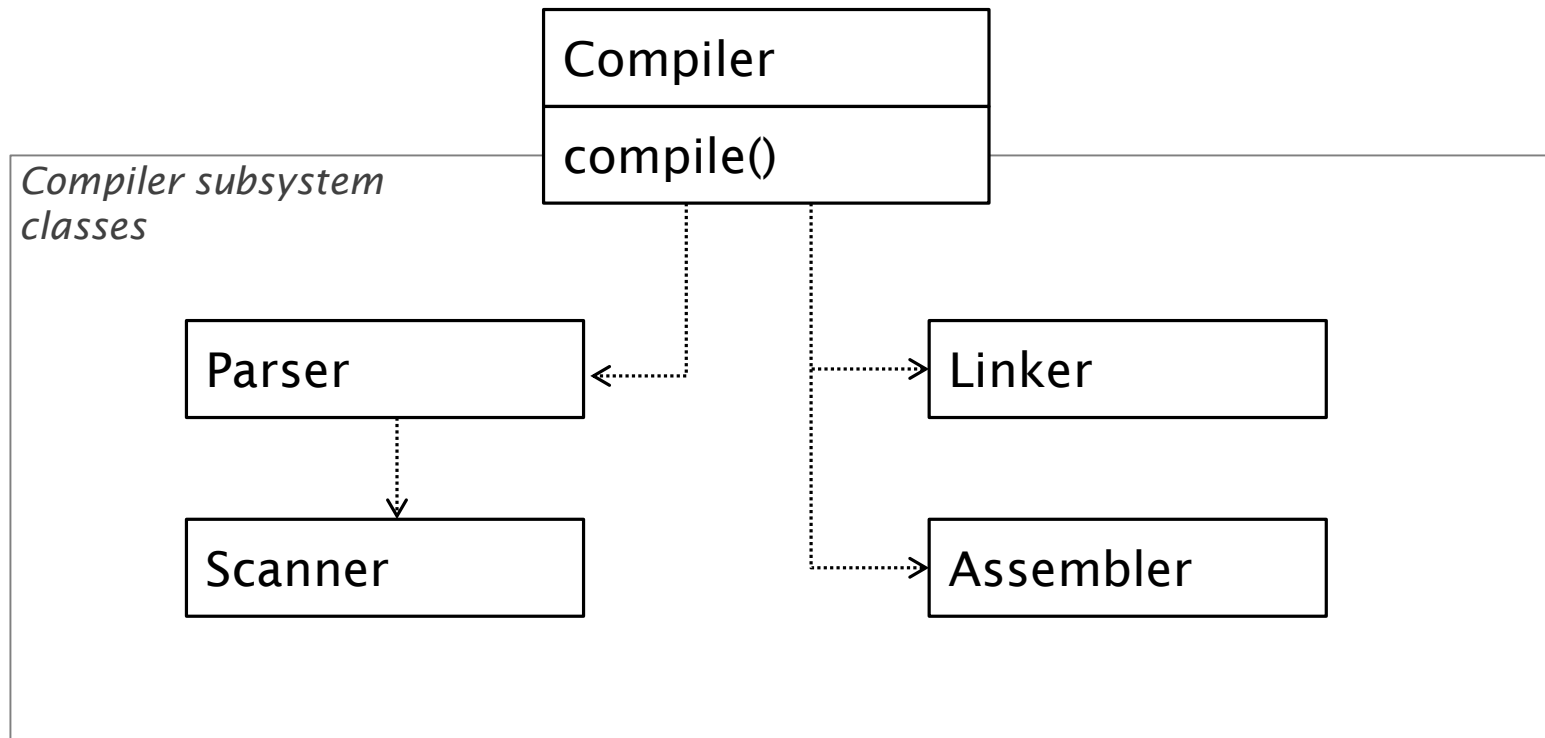 Compiler
compile()
Compiler subsystem
classes
Parser
Linker
Scanner
Assembler